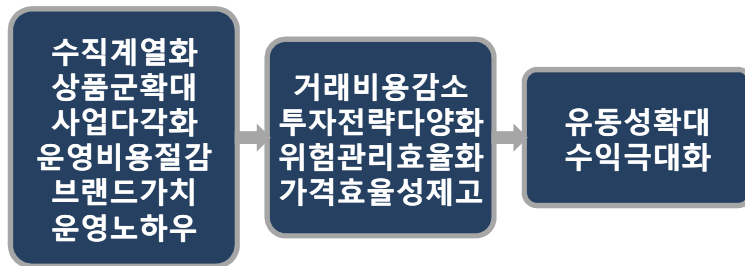 수직계열화
상품군확대
사업다각화
운영비용절감
브랜드가치
운영노하우
거래비용감소
투자전략다양화
위험관리효율화
가격효율성제고
유동성확대
수익극대화